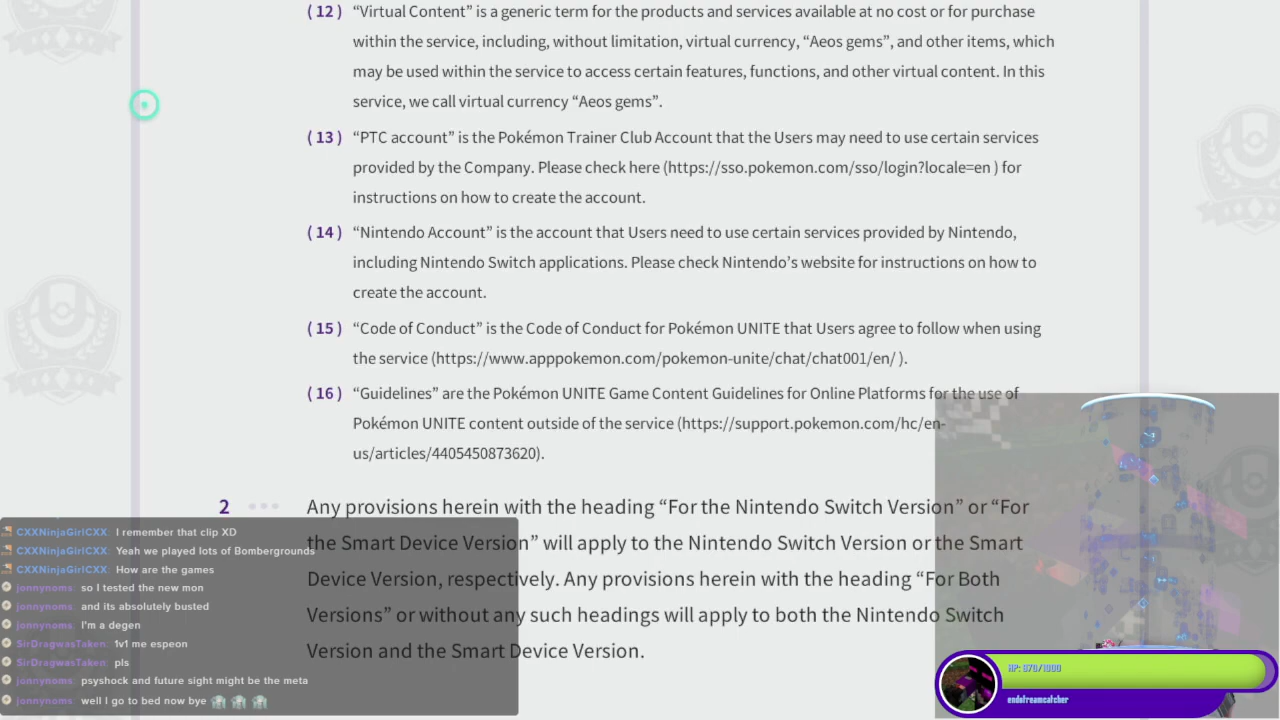 ( 12 ) “Virtual Content” is a generic term for the products and services available at no cost or for purchase
within the service, including, without limitation, virtual currency, “Aeos gems”, and other items, which
may be used within the service to access certain features, functions, and other virtual content. In this
service, we call virtual currency “Aeos gems”.
( 13 ) “PTC account” is the Pokémon Trainer Club Account that the Users may need to use certain services
provided by the Company. Please check here (https://sso.pokemon.com/sso/login?locale=en ) for
instructions on how to create the account.
( 14 ) “Nintendo Account” is the account that Users need to use certain services provided by Nintendo,
including Nintendo Switch applications. Please check Nintendo’s website for instructions on how to
create the account.
( 15 ) “Code of Conduct” is the Code of Conduct for Pokémon UNITE that Users agree to follow when using
the service (https://www.apppokemon.com/pokemon-unite/chat/chat001/en/ ).
( 16 ) “Guidelines” are the Pokémon UNITE Game Content Guidelines for Online Platforms for the use of
Pokémon UNITE content outside of the service (https://support.pokemon.com/hc/en-
us/articles/4405450873620).
2 Any provisions herein with the heading “For the Nintendo Switch Version” or “For
the Smart Device Version” will apply to the Nintendo Switch Version or the Smart
Device Version, respectively. Any provisions herein with the heading “For Both
Versions” or without any such headings will apply to both the Nintendo Switch
Version and the Smart Device Version.
CXXNinjaGirlCXX: I remember that clip XD
CXXNinjaGirlCXX: Yeah we played lots of Bombergrounds
CXXNinjaGirlCXX: How are the games
jonnynoms: so I tested the new mon
jonnynoms: and its absolutely busted
jonnynoms: I'm a degen
SirDragwasTaken: 1v1 me espeon
SirDragwasTaken: pls
jonnynoms: psyshock and future sight might be the meta
jonnynoms: well I go to bed now bye
HP: 970/1000
endstreamcatcher